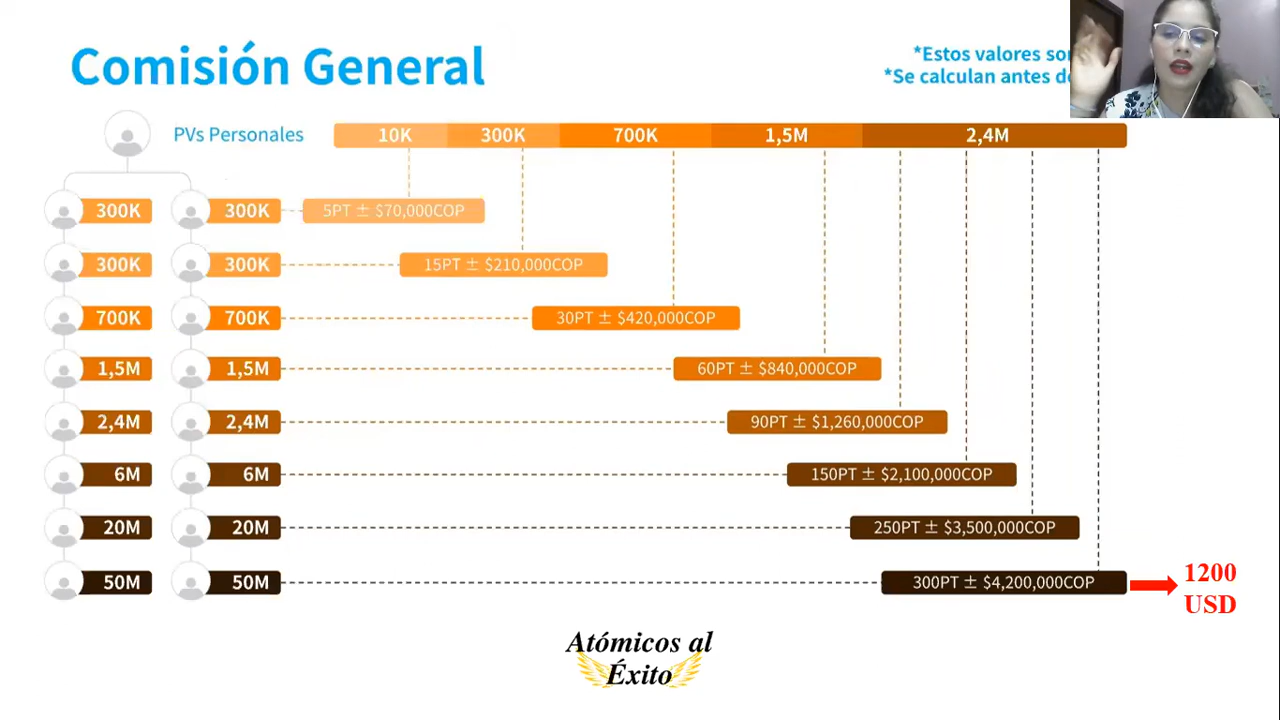 Comisión General
*Estos valores
*Se calculan antes
PVs Personales 10K 300K 700K 1,5M 2,4M
300K 300K 5PT ± $70,000COP
300K 300K 15PT ± $210,000COP
700K 700K 30PT ± $420,000COP
1,5M 1,5M 60PT ± $840,000COP
2,4M 2,4M 90PT ± $1,260,000COP
6M 6M 150PT ± $2,100,000COP
20M 20M 250PT ± $3,500,000COP
50M 50M 300PT ± $4,200,000COP
1200
USD
Atómicos al
Éxito